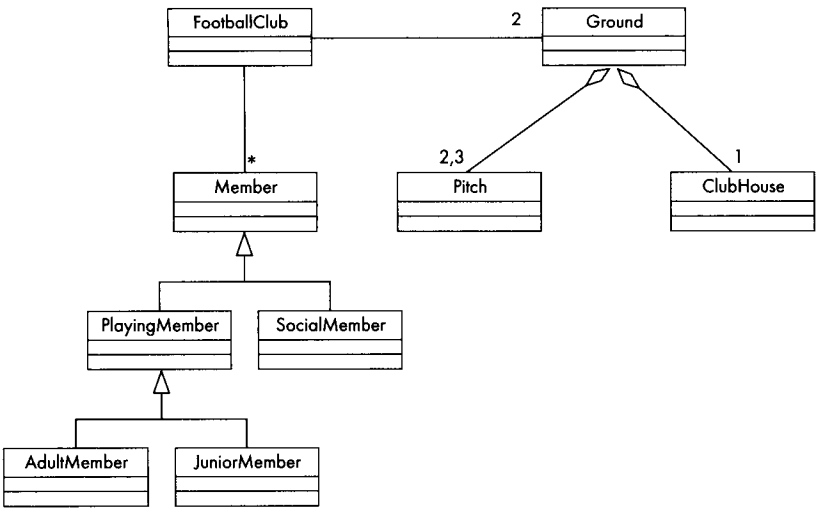 FootballClub
2
Ground
*
2,3
1
Member
Pitch
ClubHouse
PlayingMember
SocialMember
AdultMember
JuniorMember